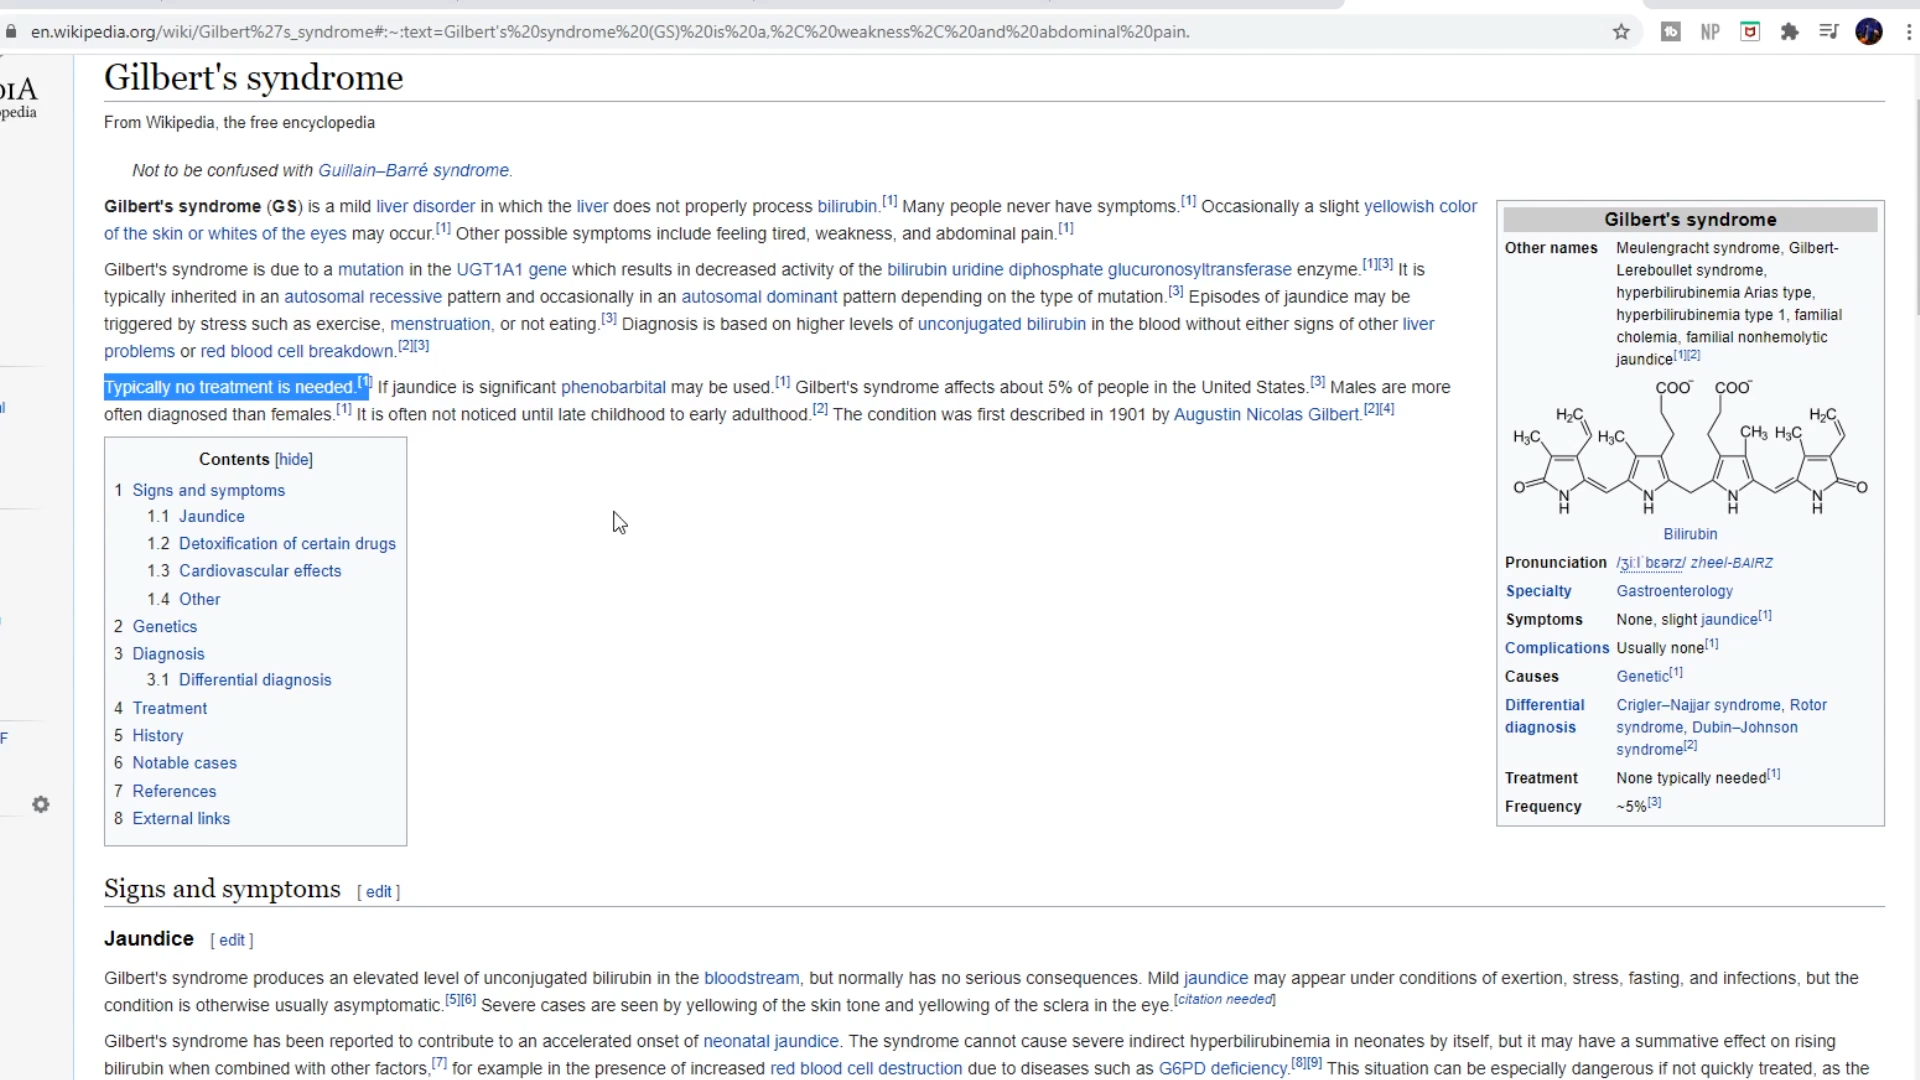 en.wikipedia.org/wiki/Gilbert%27s_syndrome#:~:text=Gilbert's%20syndrome%20(GS)%20is%20a,%2C%20weakness%2C%20and%20abdominal%20pain.
NP
Gilbert's syndrome
From Wikipedia, the free encyclopedia
Not to be confused with Guillain–Barré syndrome.
Gilbert's syndrome (GS) is a mild liver disorder in which the liver does not properly process bilirubin.[1] Many people never have symptoms.[1] Occasionally a slight yellowish color
of the skin or whites of the eyes may occur.[1] Other possible symptoms include feeling tired, weakness, and abdominal pain.[1]
Gilbert's syndrome is due to a mutation in the UGT1A1 gene which results in decreased activity of the bilirubin uridine diphosphate glucuronosyltransferase enzyme.[1][3] It is
typically inherited in an autosomal recessive pattern and occasionally in an autosomal dominant pattern depending on the type of mutation.[3] Episodes of jaundice may be
triggered by stress such as exercise, menstruation, or not eating.[3] Diagnosis is based on higher levels of unconjugated bilirubin in the blood without either signs of other liver
problems or red blood cell breakdown.[2][3]
Typically no treatment is needed.[1] If jaundice is significant phenobarbital may be used.[1] Gilbert's syndrome affects about 5% of people in the United States.[3] Males are more
often diagnosed than females.[1] It is often not noticed until late childhood to early adulthood.[2] The condition was first described in 1901 by Augustin Nicolas Gilbert.[2][4]
Contents [hide]
1 Signs and symptoms
1.1 Jaundice
1.2 Detoxification of certain drugs
1.3 Cardiovascular effects
1.4 Other
2 Genetics
3 Diagnosis
3.1 Differential diagnosis
4 Treatment
5 History
6 Notable cases
7 References
8 External links
Gilbert's syndrome
Other names Meulengracht syndrome, Gilbert-
Lereboullet syndrome,
hyperbilirubinemia Arias type,
hyperbilirubinemia type 1, familial
cholemia, familial nonhemolytic
jaundice[1][2]
COO⁻ COO⁻
H₂C H₂C
H₃C H₃C CH₃ H₃C
O N N N N O
H H H H
Bilirubin
Pronunciation /ʒiːlˈbɛərz/ zheel-BAIRZ
Specialty Gastroenterology
Symptoms None, slight jaundice[1]
Complications Usually none[1]
Causes Genetic[1]
Differential Crigler–Najjar syndrome, Rotor
diagnosis syndrome, Dubin–Johnson
syndrome[2]
Treatment None typically needed[1]
Frequency ~5%[3]
Signs and symptoms [ edit ]
Jaundice [ edit ]
Gilbert's syndrome produces an elevated level of unconjugated bilirubin in the bloodstream, but normally has no serious consequences. Mild jaundice may appear under conditions of exertion, stress, fasting, and infections, but the
condition is otherwise usually asymptomatic.[5][6] Severe cases are seen by yellowing of the skin tone and yellowing of the sclera in the eye.[citation needed]
Gilbert's syndrome has been reported to contribute to an accelerated onset of neonatal jaundice. The syndrome cannot cause severe indirect hyperbilirubinemia in neonates by itself, but it may have a summative effect on rising
bilirubin when combined with other factors,[7] for example in the presence of increased red blood cell destruction due to diseases such as G6PD deficiency.[8][9] This situation can be especially dangerous if not quickly treated, as the